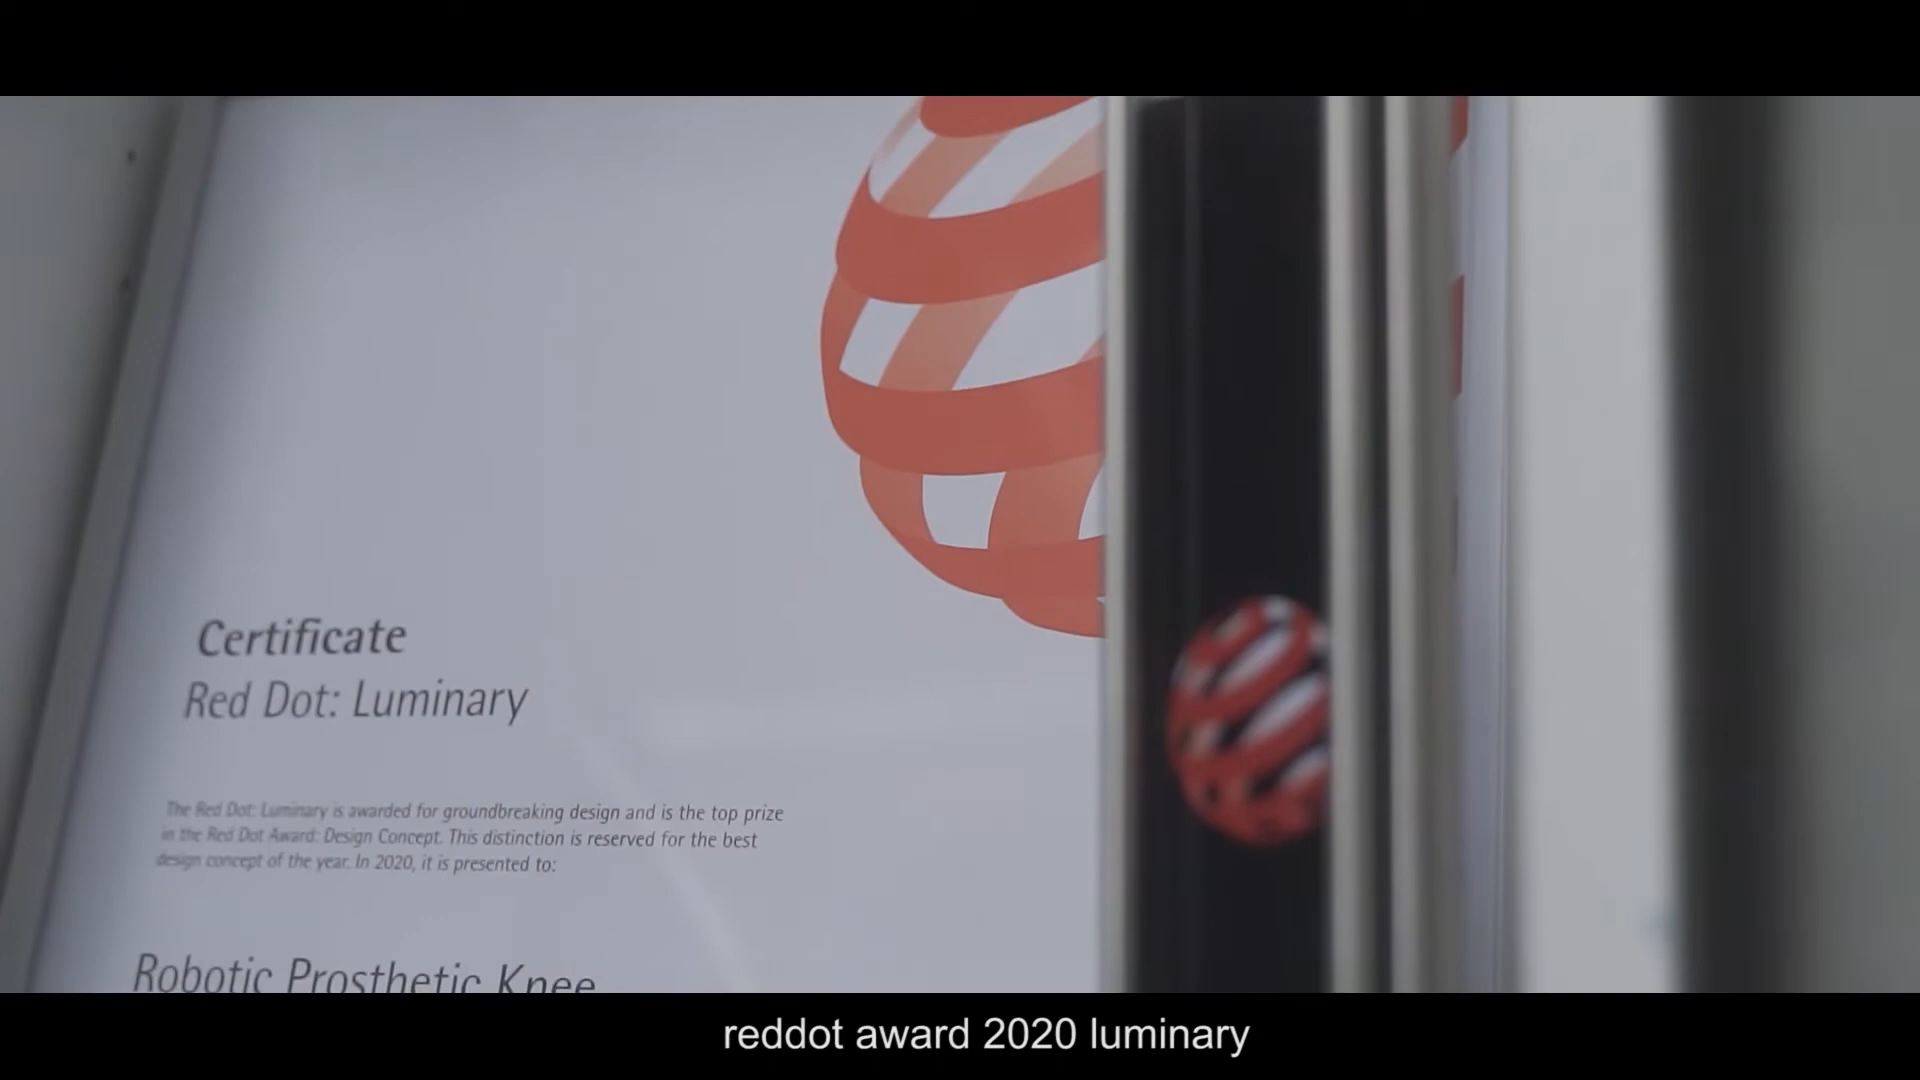 Certificate
Red Dot: Luminary
The Red Dot: Luminary is awarded for groundbreaking design and is the top prize
in the Red Dot Award: Design Concept. This distinction is reserved for the best
design concept of the year. In 2020, it is presented to:
Robotic Prosthetic Knee
reddot award 2020 luminary